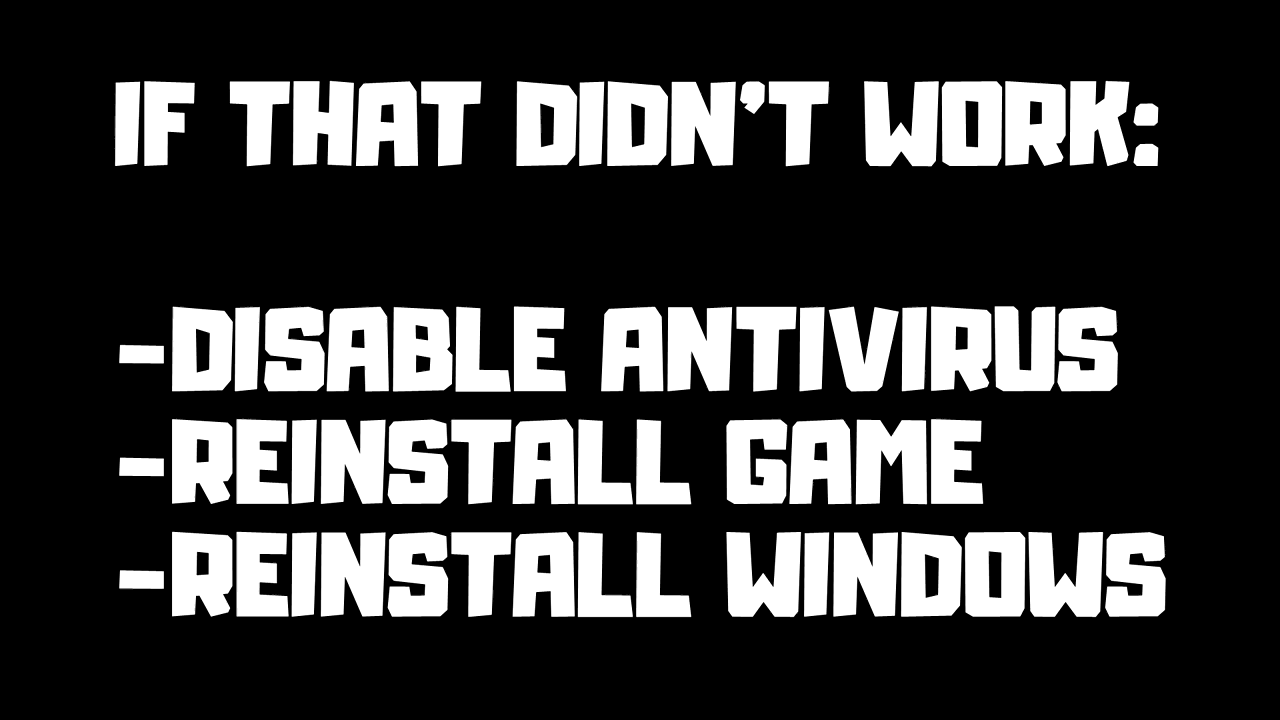 IF THAT DIDN'T WORK:
-DISABLE ANTIVIRUS
-REINSTALL GAME
-REINSTALL WINDOWS